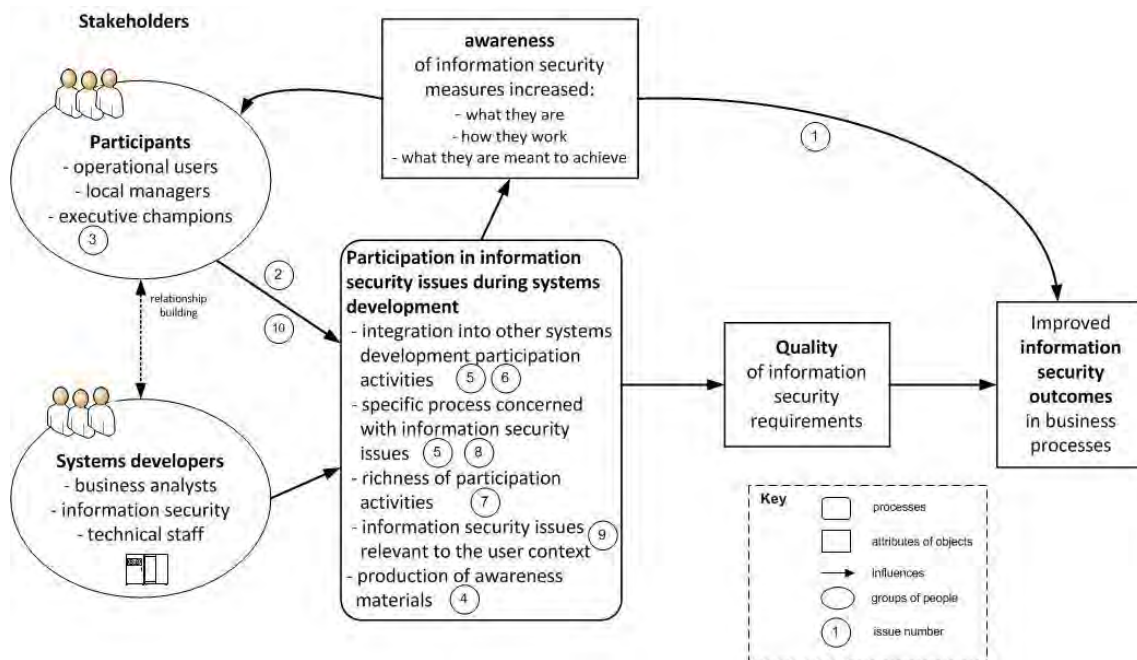 Stakeholders
Participants
- operational users
- local managers
- executive champions
3
relationship
building
Systems developers
- business analysts
- information security
- technical staff
2
10
awareness
of information security
measures increased:
- what they are
- how they work
- what they are meant to achieve
1
Participation in information
security issues during systems
development
- integration into other systems
development participation
activities 5 6
- specific process concerned
with information security
issues 5 8
- richness of participation
activities 7
- information security issues 9
relevant to the user context
- production of awareness
materials 4
Quality
of information
security
requirements
Improved
information
security
outcomes
in business
processes
Key
processes
attributes of objects
influences
groups of people
1 issue number